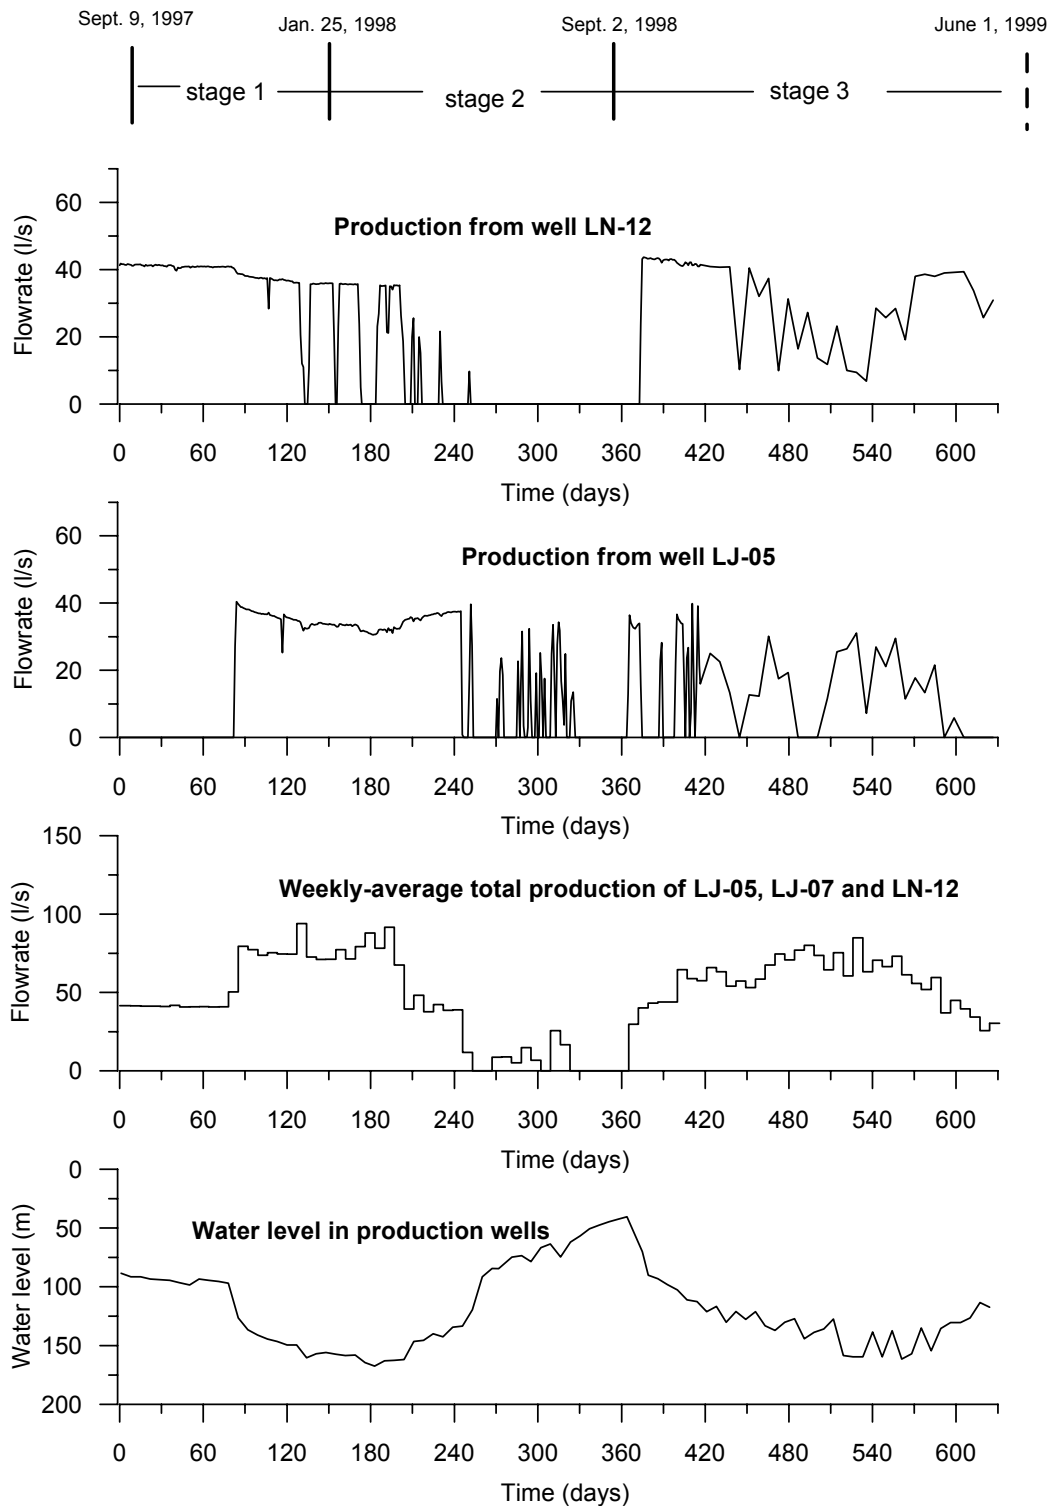 Sept. 9, 1997 Jan. 25, 1998 Sept. 2, 1998 June 1, 1999
stage 1 stage 2 stage 3
Production from well LN-12
Flowrate (l/s)
60
40
20
0
0 60 120 180 240 300 360 420 480 540 600
Time (days)
Production from well LJ-05
Flowrate (l/s)
60
40
20
0
0 60 120 180 240 300 360 420 480 540 600
Time (days)
Weekly-average total production of LJ-05, LJ-07 and LN-12
Flowrate (l/s)
150
100
50
0
0 60 120 180 240 300 360 420 480 540 600
Time (days)
Water level in production wells
Water level (m)
0
50
100
150
200
0 60 120 180 240 300 360 420 480 540 600
Time (days)